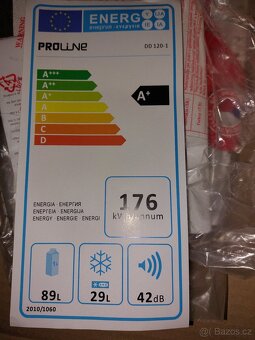 ENERG
PROLINE
DD 120-1
A+++
A++
A+
A
B
C
D
A+
ENERGIA · ЕНЕРГИЯ
ΕΝΕΡΓΕΙΑ · ENERGIJA
ENERGY · ENERGIE · ENERGI
176
kWh/annum
89L
29L
42dB
2010/1060
Bazos.cz